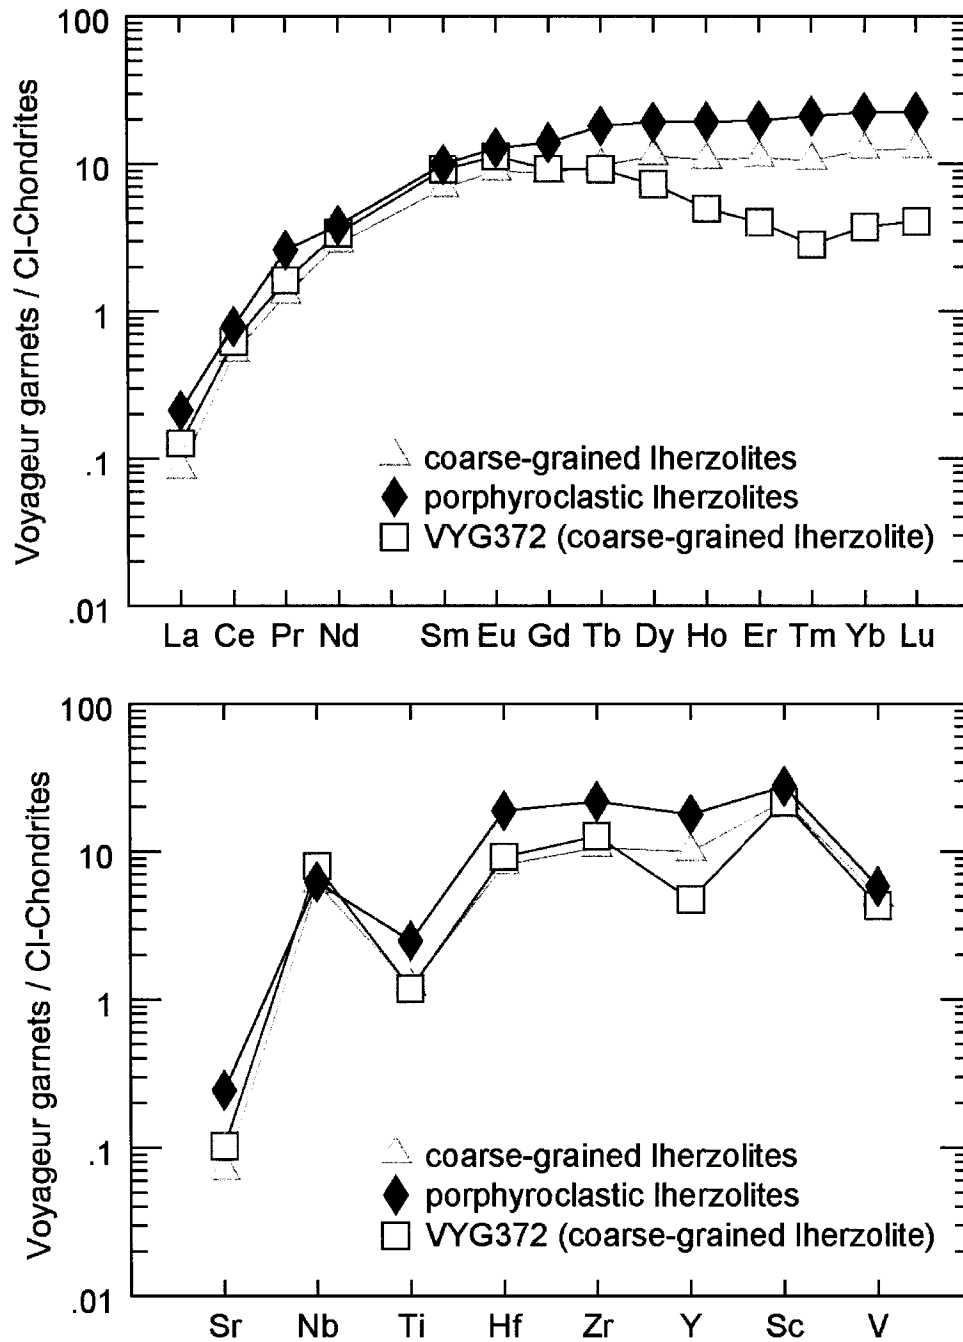 100
10
1
.1
.01
Voyageur garnets / CI-Chondrites
coarse-grained lherzolites
porphyroclastic lherzolites
VYG372 (coarse-grained lherzolite)
La Ce Pr Nd Sm Eu Gd Tb Dy Ho Er Tm Yb Lu
100
10
1
.1
.01
Voyageur garnets / CI-Chondrites
coarse-grained lherzolites
porphyroclastic lherzolites
VYG372 (coarse-grained lherzolite)
Sr Nb Ti Hf Zr Y Sc V